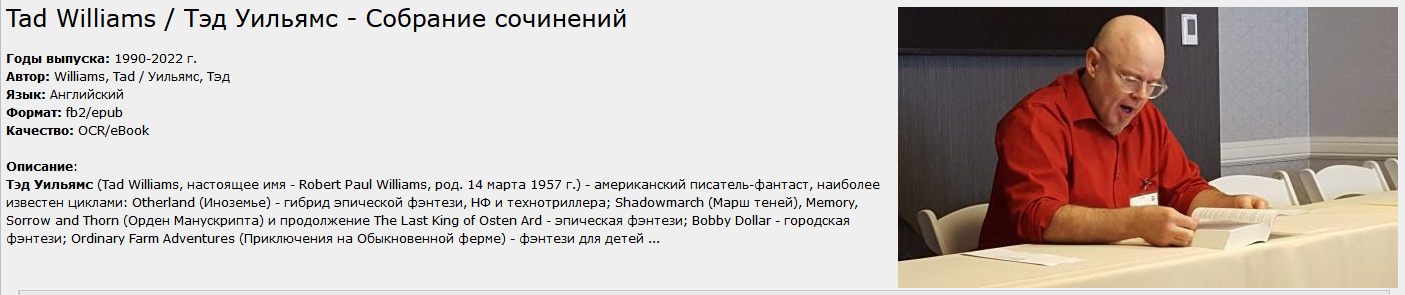 Tad Williams / Тэд Уильямс - Собрание сочинений
Годы выпуска: 1990-2022 г.
Автор: Williams, Tad / Уильямс, Тэд
Язык: Английский
Формат: fb2/epub
Качество: OCR/eBook
Описание:
Тэд Уильямс (Tad Williams, настоящее имя - Robert Paul Williams, род. 14 марта 1957 г.) - американский писатель-фантаст, наиболее
известен циклами: Otherland (Иноземье) - гибрид эпической фэнтези, НФ и технотриллера; Shadowmarch (Марш теней), Memory,
Sorrow and Thorn (Орден Манускрипта) и продолжение The Last King of Osten Ard - эпическая фэнтези; Bobby Dollar - городская
фэнтези; Ordinary Farm Adventures (Приключения на Обыкновенной ферме) - фэнтези для детей ...